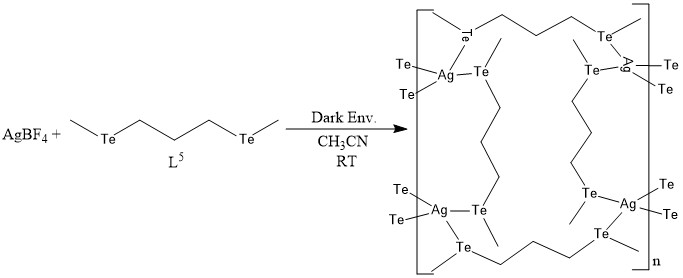 Te Te
Te Te Te Ag Te
Ag Te
Te
AgBF4 + Te Te
L5
Dark Env.
CH3CN
RT
Te Te Te
Te Ag Te Ag Te
Te Te
n